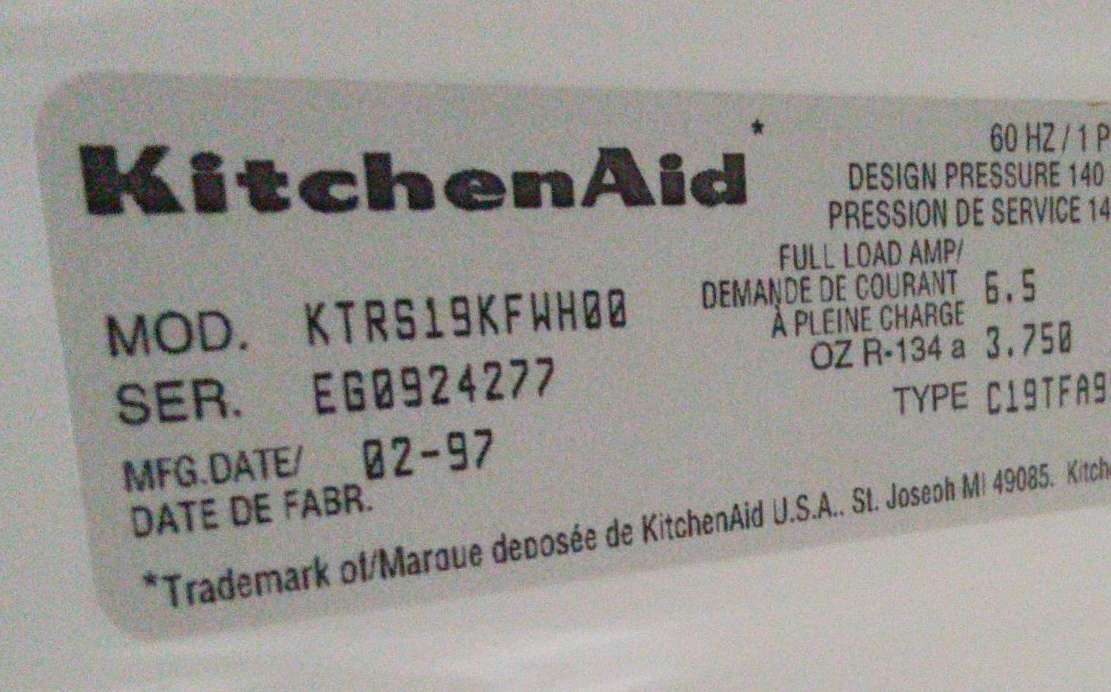 KitchenAid*
60 HZ / 1 P
DESIGN PRESSURE 140
PRESSION DE SERVICE 14
FULL LOAD AMP/
DEMANDE DE COURANT 6.5
À PLEINE CHARGE
OZ R-134 a 3.750
TYPE C19TFA9
MOD. KTRS19KFWH00
SER. EG0924277
MFG.DATE/ 02-97
DATE DE FABR.
*Trademark of/Marque deposée de KitchenAid U.S.A.. St. Joseph MI 49085. Kitch